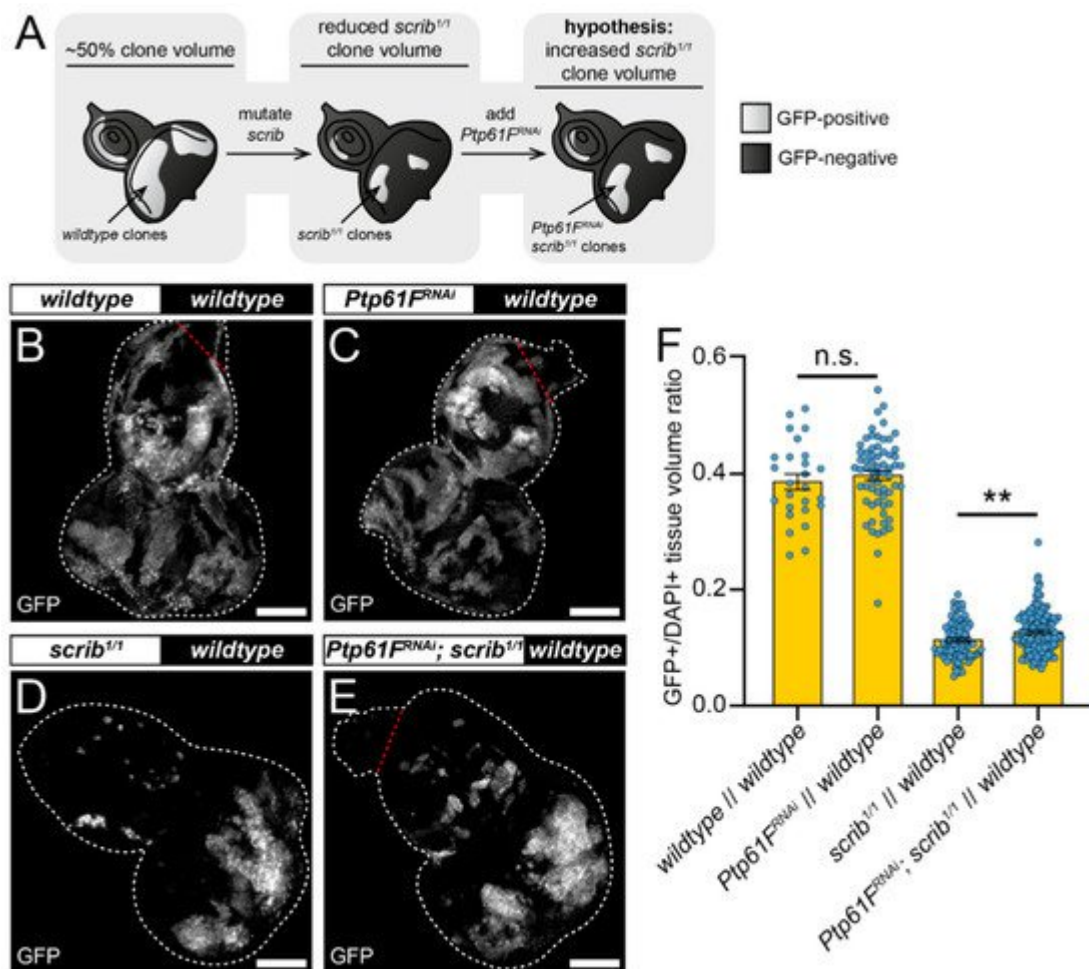 A
~50% clone volume
reduced scrib1/1
clone volume
hypothesis:
increased scrib1/1
clone volume
mutate
scrib
add
Ptp61FRNAi
wildtype clones
scrib1/1 clones
Ptp61FRNAi
scrib1/1 clones
GFP-positive
GFP-negative
wildtype wildtype
B
GFP
Ptp61FRNAi wildtype
C
GFP
scrib1/1 wildtype
D
GFP
Ptp61FRNAi; scrib1/1 wildtype
E
GFP
F
GFP+/DAPI+ tissue volume ratio
0.6
0.4
0.2
0.0
n.s.
**
wildtype // wildtype
Ptp61FRNAi // wildtype
scrib1/1 // wildtype
Ptp61FRNAi; scrib1/1 // wildtype